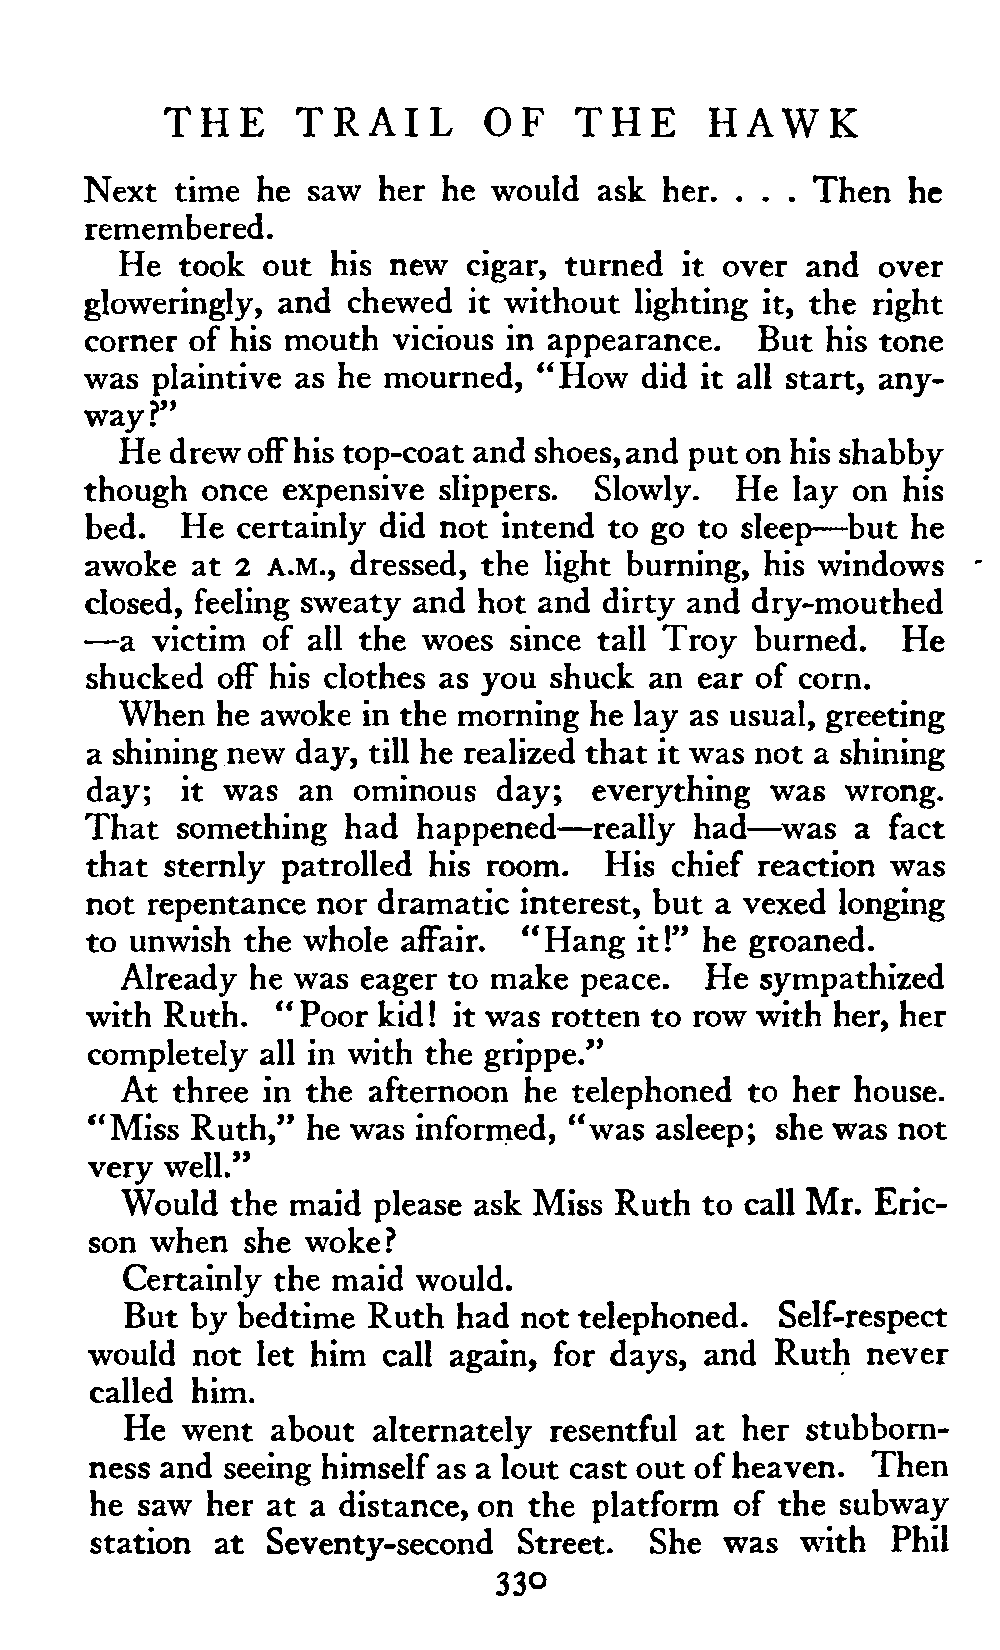 THE TRAIL OF THE HAWK
Next time he saw her he would ask her. . . . Then he
remembered.
He took out his new cigar, turned it over and over
gloweringly, and chewed it without lighting it, the right
corner of his mouth vicious in appearance. But his tone
was plaintive as he mourned, "How did it all start, any-
way?"
He drew off his top-coat and shoes, and put on his shabby
though once expensive slippers. Slowly. He lay on his
bed. He certainly did not intend to go to sleep—but he
awoke at 2 A.M., dressed, the light burning, his windows
closed, feeling sweaty and hot and dirty and dry-mouthed
—a victim of all the woes since tall Troy burned. He
shucked off his clothes as you shuck an ear of corn.
When he awoke in the morning he lay as usual, greeting
a shining new day, till he realized that it was not a shining
day; it was an ominous day; everything was wrong.
That something had happened—really had—was a fact
that sternly patrolled his room. His chief reaction was
not repentance nor dramatic interest, but a vexed longing
to unwish the whole affair. "Hang it!" he groaned.
Already he was eager to make peace. He sympathized
with Ruth. "Poor kid! it was rotten to row with her, her
completely all in with the grippe."
At three in the afternoon he telephoned to her house.
"Miss Ruth," he was informed, "was asleep; she was not
very well."
Would the maid please ask Miss Ruth to call Mr. Eric-
son when she woke?
Certainly the maid would.
But by bedtime Ruth had not telephoned. Self-respect
would not let him call again, for days, and Ruth never
called him.
He went about alternately resentful at her stubborn-
ness and seeing himself as a lout cast out of heaven. Then
he saw her at a distance, on the platform of the subway
station at Seventy-second Street. She was with Phil
330